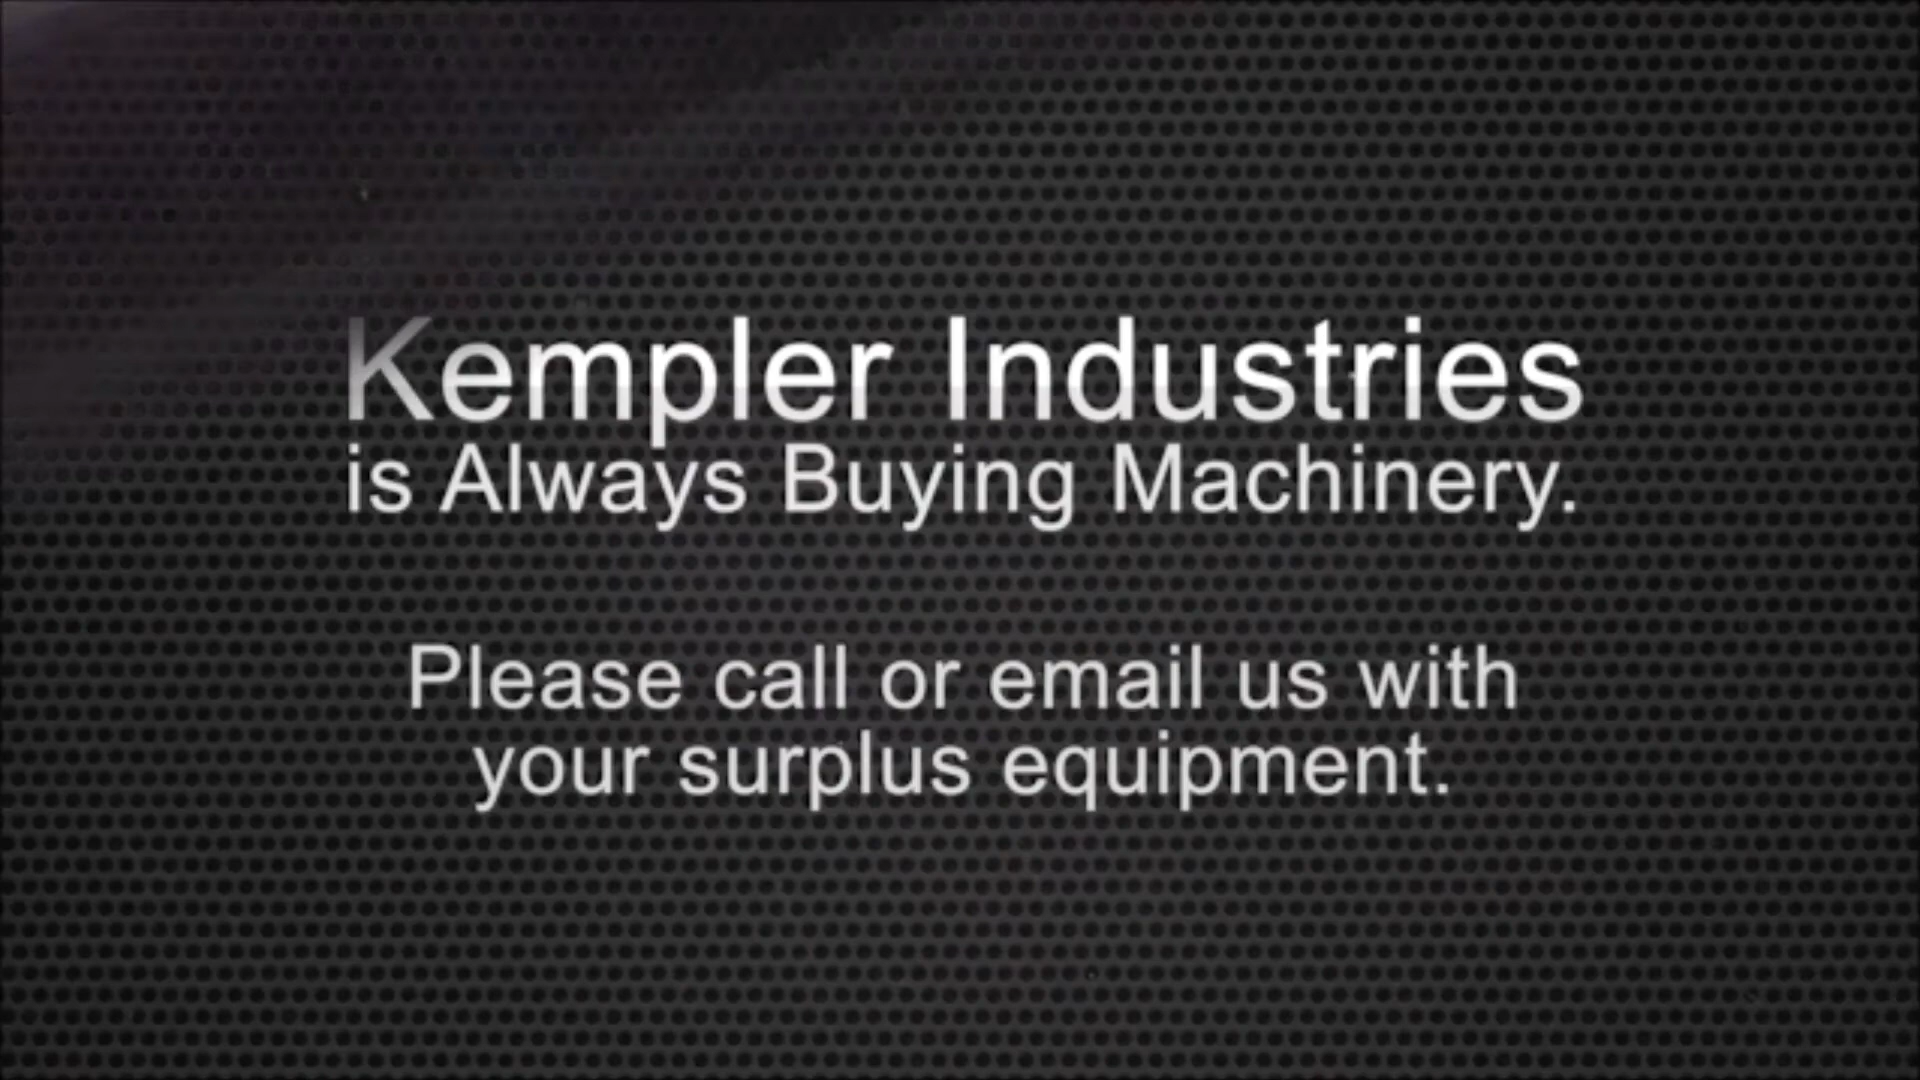 Kempler Industries
is Always Buying Machinery.
Please call or email us with
your surplus equipment.